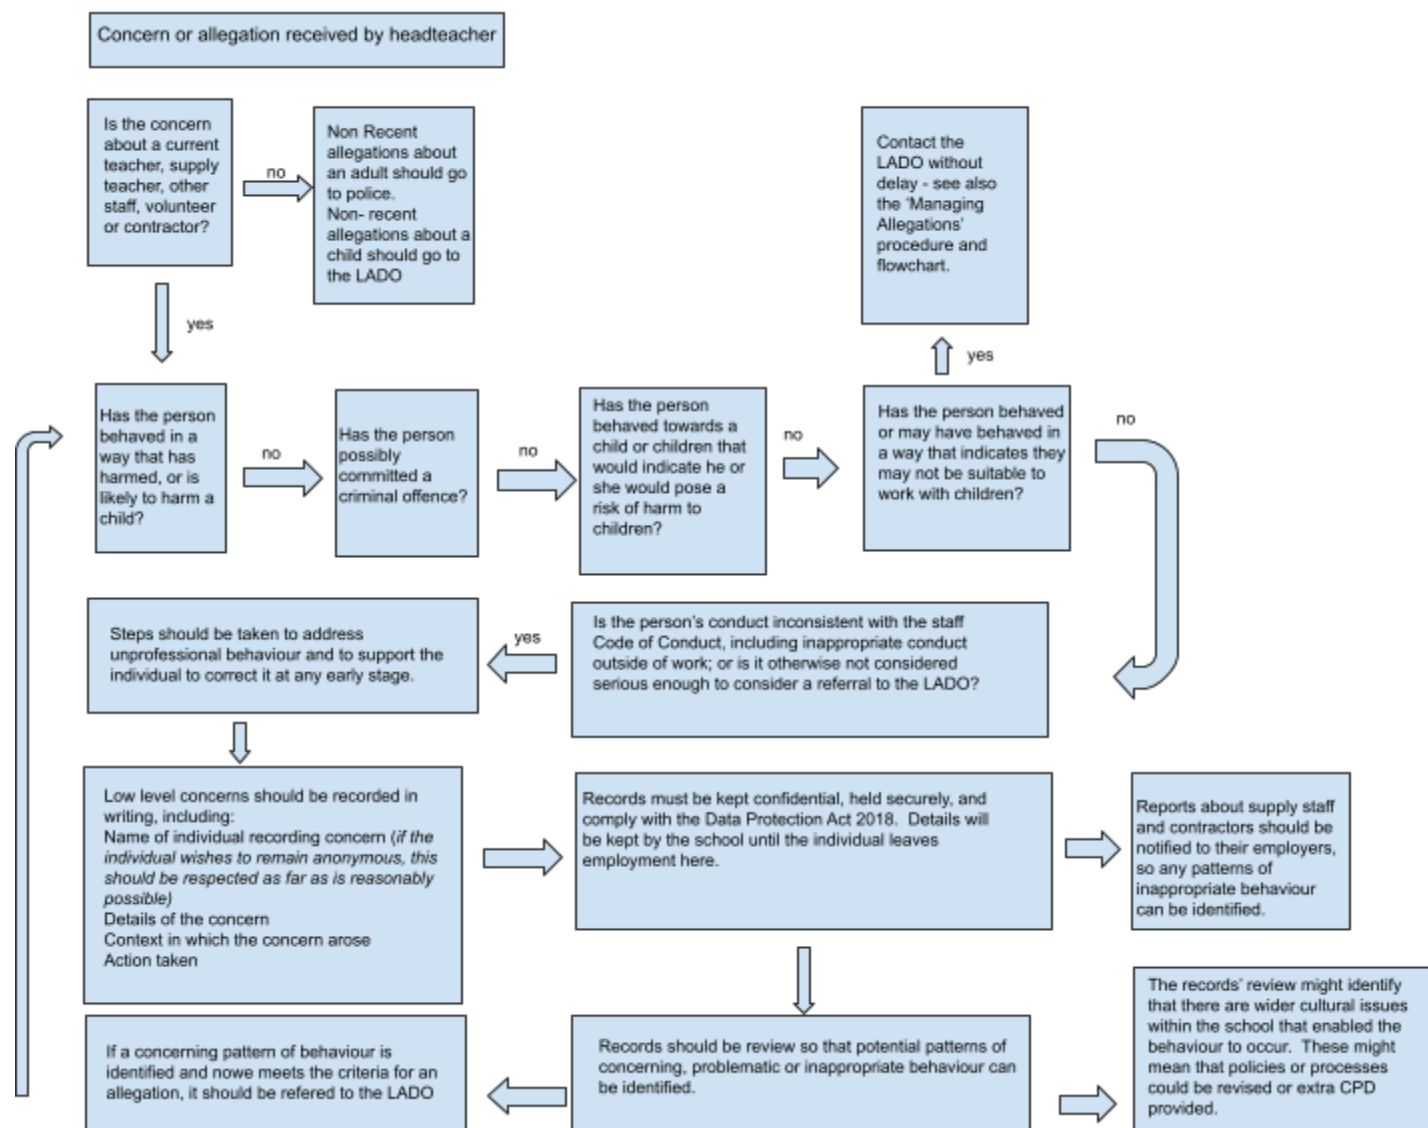 Concern or allegation received by headteacher
Is the concern
about a current
teacher, supply
teacher, other
staff, volunteer
or contractor?
no
Non Recent
allegations about
an adult should go
to police.
Non- recent
allegations about a
child should go to
the LADO
Contact the
LADO without
delay - see also
the ‘Managing
Allegations’
procedure and
flowchart.
yes
yes
Has the person
behaved in a
way that has
harmed, or is
likely to harm a
child?
no
Has the person
possibly
committed a
criminal offence?
no
Has the person
behaved towards a
child or children that
would indicate he or
she would pose a
risk of harm to
children?
no
Has the person behaved
or may have behaved in
a way that indicates they
may not be suitable to
work with children?
no
Is the person’s conduct inconsistent with the staff
Code of Conduct, including inappropriate conduct
outside of work; or is it otherwise not considered
serious enough to consider a referral to the LADO?
yes
Steps should be taken to address
unprofessional behaviour and to support the
individual to correct it at any early stage.
Low level concerns should be recorded in
writing, including:
Name of individual recording concern (if the
individual wishes to remain anonymous, this
should be respected as far as is reasonably
possible)
Details of the concern
Context in which the concern arose
Action taken
Records must be kept confidential, held securely, and
comply with the Data Protection Act 2018.  Details will
be kept by the school until the individual leaves
employment here.
Reports about supply staff
and contractors should be
notified to their employers,
so any patterns of
inappropriate behaviour
can be identified.
If a concerning pattern of behaviour is
identified and nowe meets the criteria for an
allegation, it should be refered to the LADO
Records should be review so that potential patterns of
concerning, problematic or inappropriate behaviour can
be identified.
The records’ review might identify
that there are wider cultural issues
within the school that enabled the
behaviour to occur.  These might
mean that policies or processes
could be revised or extra CPD
provided.